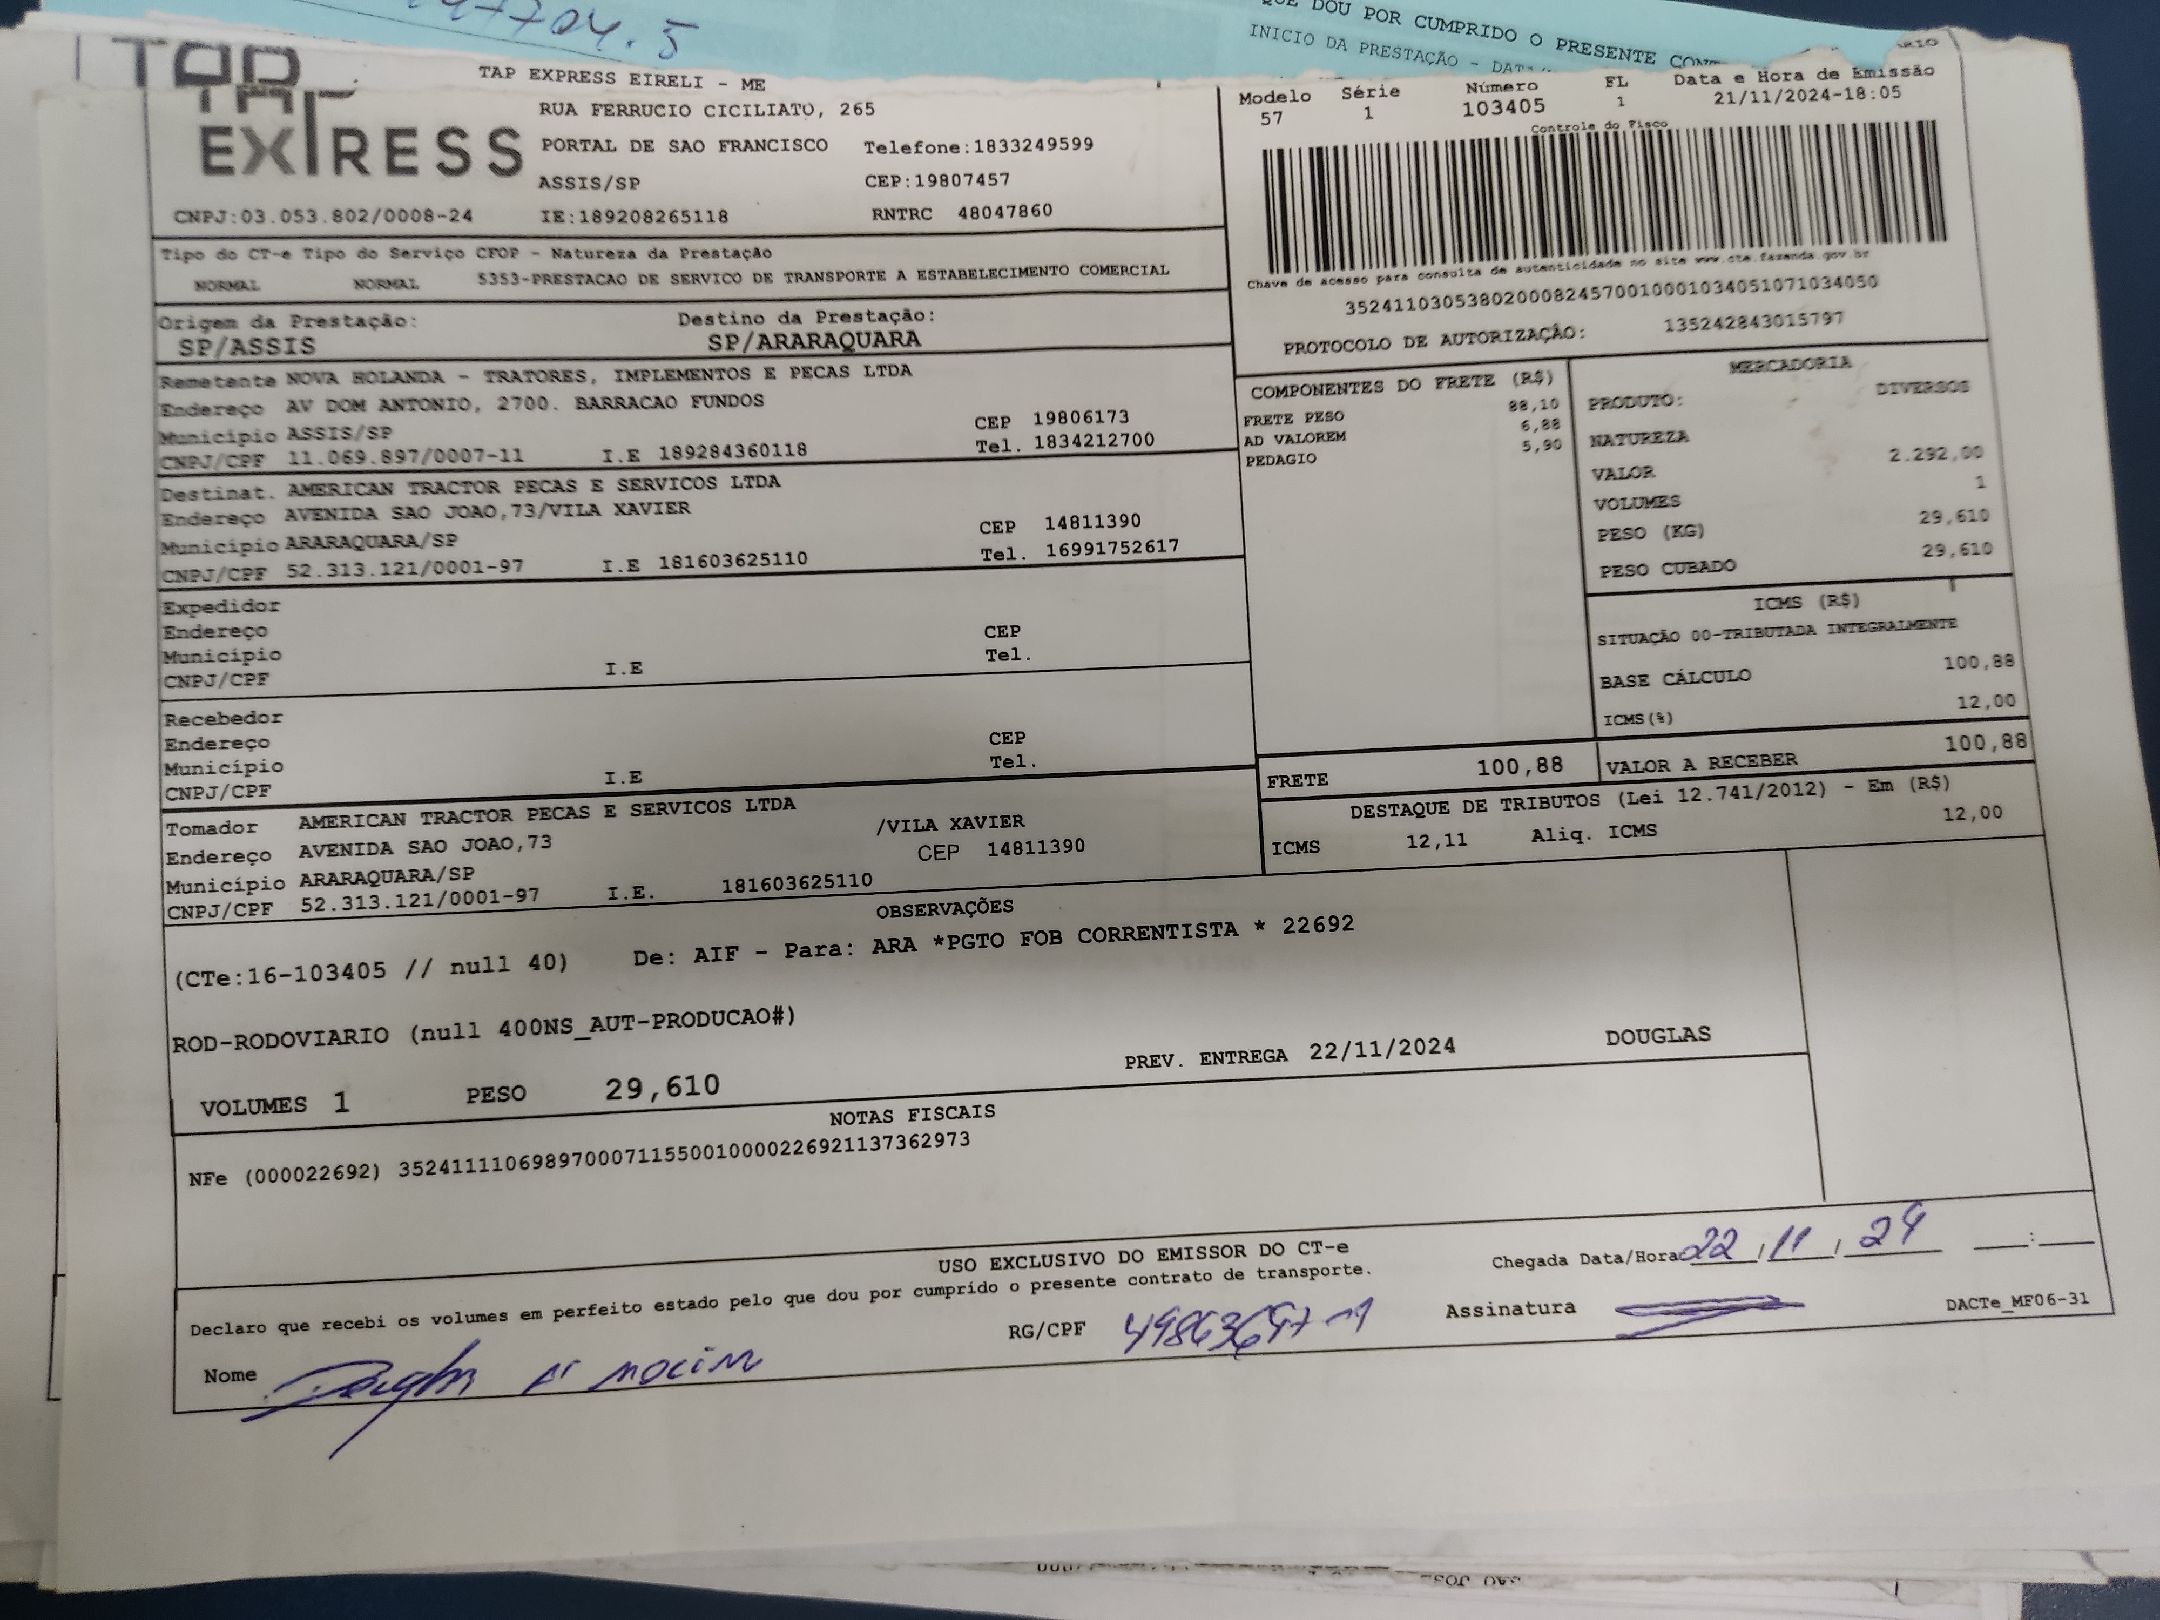 QUE DOU POR CUMPRIDO O PRESENTE
INICIO DA PRESTAÇÃO -
TAP
EXPRESS
TAP EXPRESS EIRELI - ME
RUA FERRUCIO CICILIATO, 265
PORTAL DE SAO FRANCISCO Telefone:1833249599
ASSIS/SP CEP:19807457
CNPJ:03.053.802/0008-24 IE:189208265118 RNTRC 48047860
Modelo Série Número FL Data e Hora de Emissão
57 1 103405 1 21/11/2024-18:05
Controle do Fisco
Chave de acesso para consulta de autenticidade no site www.cte.fazenda.gov.br
35241103053802000824570010001034051071034050
PROTOCOLO DE AUTORIZAÇÃO: 135242843015797
Tipo do CT-e Tipo do Serviço CFOP - Natureza da Prestação
NORMAL NORMAL 5353-PRESTACAO DE SERVICO DE TRANSPORTE A ESTABELECIMENTO COMERCIAL
Origem da Prestação: Destino da Prestação:
SP/ASSIS SP/ARARAQUARA
Remetente NOVA HOLANDA - TRATORES, IMPLEMENTOS E PECAS LTDA
Endereço AV DOM ANTONIO, 2700. BARRACAO FUNDOS
Município ASSIS/SP CEP 19806173
CNPJ/CPF 11.069.897/0007-11 I.E 189284360118 Tel. 1834212700
Destinat. AMERICAN TRACTOR PECAS E SERVICOS LTDA
Endereço AVENIDA SAO JOAO,73/VILA XAVIER
Município ARARAQUARA/SP CEP 14811390
CNPJ/CPF 52.313.121/0001-97 I.E 181603625110 Tel. 16991752617
Expedidor
Endereço
Município CEP
CNPJ/CPF I.E Tel.
Recebedor
Endereço
Município CEP
CNPJ/CPF I.E Tel.
Tomador AMERICAN TRACTOR PECAS E SERVICOS LTDA
Endereço AVENIDA SAO JOAO,73 /VILA XAVIER
Município ARARAQUARA/SP CEP 14811390
CNPJ/CPF 52.313.121/0001-97 I.E. 181603625110
COMPONENTES DO FRETE (R$)
FRETE PESO 88,10
AD VALOREM 6,88
PEDAGIO 5,90
MERCADORIA
PRODUTO: DIVERSOS
NATUREZA
VALOR 2.292,00
VOLUMES 1
PESO (KG) 29,610
PESO CUBADO 29,610
ICMS (R$)
SITUAÇÃO 00-TRIBUTADA INTEGRALMENTE
BASE CÁLCULO 100,88
ICMS(%) 12,00
FRETE 100,88 VALOR A RECEBER 100,88
DESTAQUE DE TRIBUTOS (Lei 12.741/2012) - Em (R$)
ICMS 12,11 Aliq. ICMS 12,00
OBSERVAÇÕES
(CTe:16-103405 // null 40) De: AIF - Para: ARA *PGTO FOB CORRENTISTA * 22692
ROD-RODOVIARIO (null 400NS_AUT-PRODUCAO#)
VOLUMES 1 PESO 29,610 PREV. ENTREGA 22/11/2024 DOUGLAS
NOTAS FISCAIS
NFe (000022692) 35241111069897000711550010000226921137362973
USO EXCLUSIVO DO EMISSOR DO CT-e
Declaro que recebi os volumes em perfeito estado pelo que dou por cumprido o presente contrato de transporte.
Chegada Data/Hora 22/11/24 __:__
Nome RG/CPF Assinatura DACTe_MF06-31